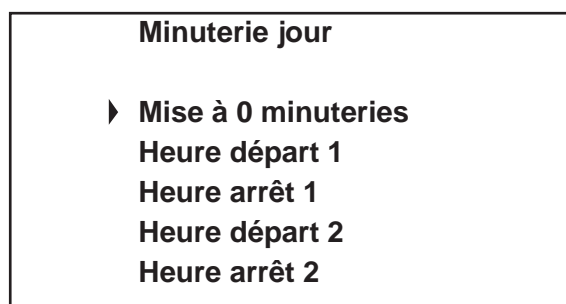 Minuterie jour
Mise à 0 minuteries
Heure départ 1
Heure arrêt 1
Heure départ 2
Heure arrêt 2